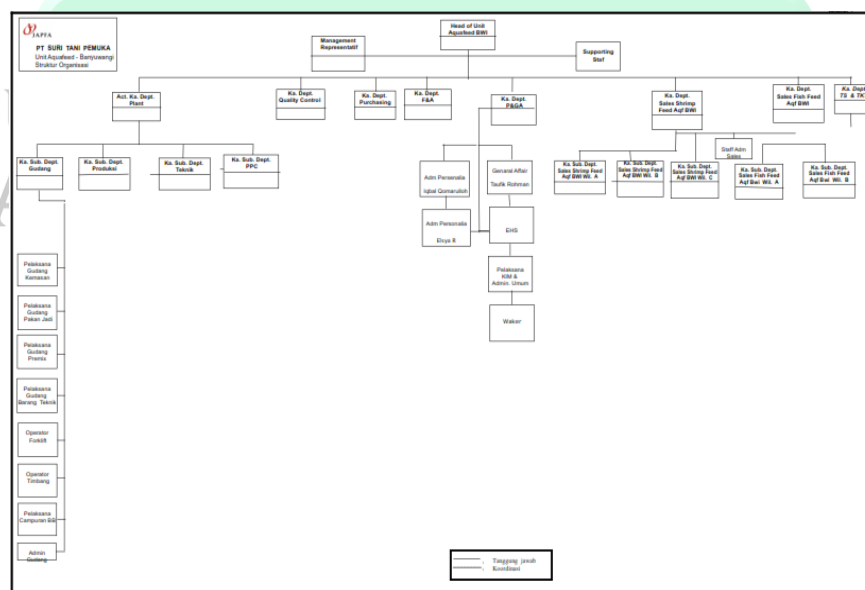 JAPFA
PT SURI TANI PEMUKA
Unit Aquafeed - Banyuwangi
Struktur Organisasi
Head of Unit
Aquafeed BWI
Management
Representatif
Supporting
Staf
Act. Ka. Dept.
Plant
Ka. Dept.
Quality Control
Ka. Dept.
Purchasing
Ka. Dept.
F&A
Ka. Dept.
P&GA
Ka. Dept.
Sales Shrimp
Feed Aqf BWI
Ka. Dept.
Sales Fish Feed
Aqf BWI
Ka. Dept
TS & TKT
Ka. Sub. Dept.
Gudang
Ka. Sub. Dept.
Produksi
Ka. Sub. Dept.
Teknik
Ka. Sub. Dept.
PPC
Adm Personalia
Iqbal Qomarulloh
General Affair
Taufik Rohman
Staff Adm
Sales
Ka. Sub. Dept.
Sales Shrimp Feed
Aqf BWI Wil. A
Ka. Sub. Dept.
Sales Shrimp Feed
Aqf BWI Wil. B
Ka. Sub. Dept.
Sales Shrimp Feed
Aqf BWI Wil. C
Ka. Sub. Dept.
Sales Fish Feed
Aqf Bwi Wil. A
Ka. Sub. Dept.
Sales Fish Feed
Aqf Bwi Wil. B
Adm Personalia
R
EHS
Pelaksana
KIM &
Admin. Umum
Waker
Pelaksana
Gudang
Kemasan
Pelaksana
Gudang
Pakan Jadi
Pelaksana
Gudang
Premix
Pelaksana
Gudang
Barang Teknik
Operator
Forklift
Operator
Timbang
Pelaksana
Campuran BB
Admin
Gudang
: Tanggung jawab
: Koordinasi